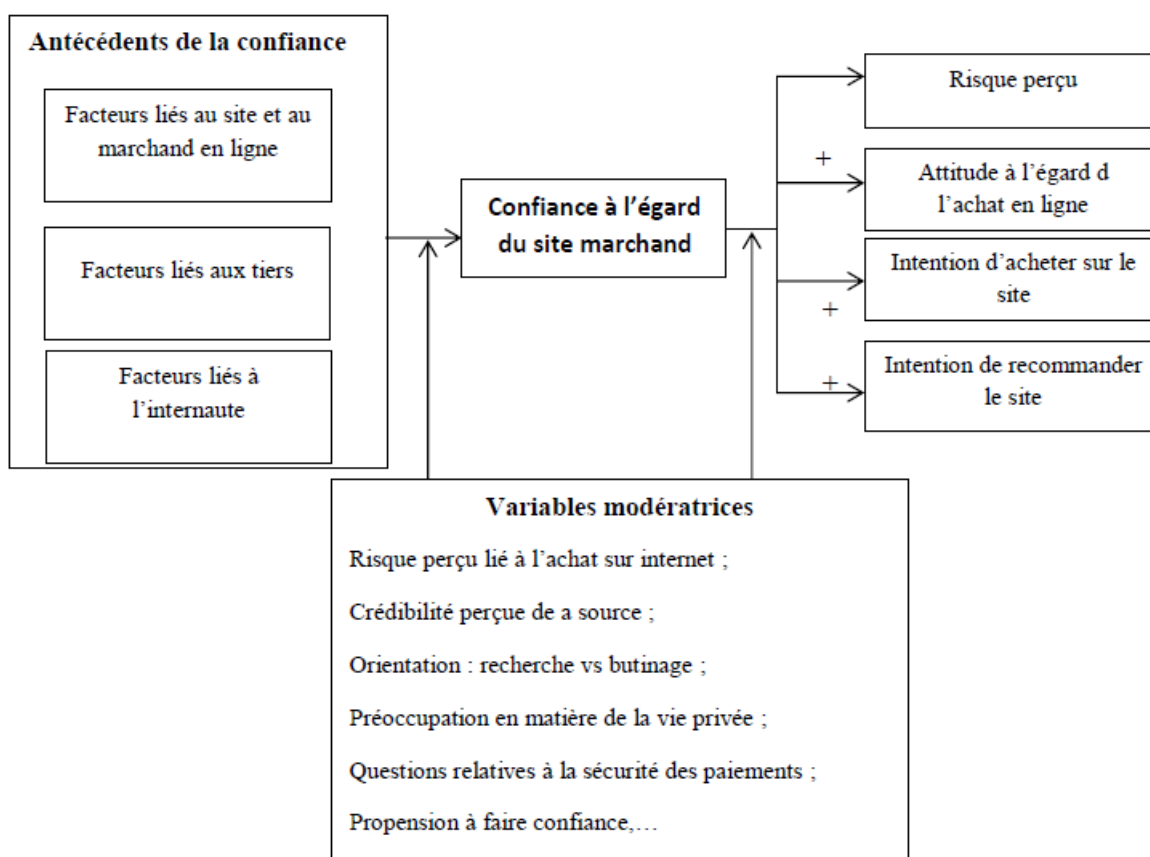 Antécédents de la confiance
Facteurs liés au site et au
marchand en ligne
Facteurs liés aux tiers
Facteurs liés à
l’internaute
Confiance à l’égard
du site marchand
Risque perçu
+
Attitude à l’égard d
l’achat en ligne
Intention d’acheter sur le
site
+
Intention de recommander
le site
+
Variables modératrices
Risque perçu lié à l’achat sur internet ;
Crédibilité perçue de a source ;
Orientation : recherche vs butinage ;
Préoccupation en matière de la vie privée ;
Questions relatives à la sécurité des paiements ;
Propension à faire confiance,…